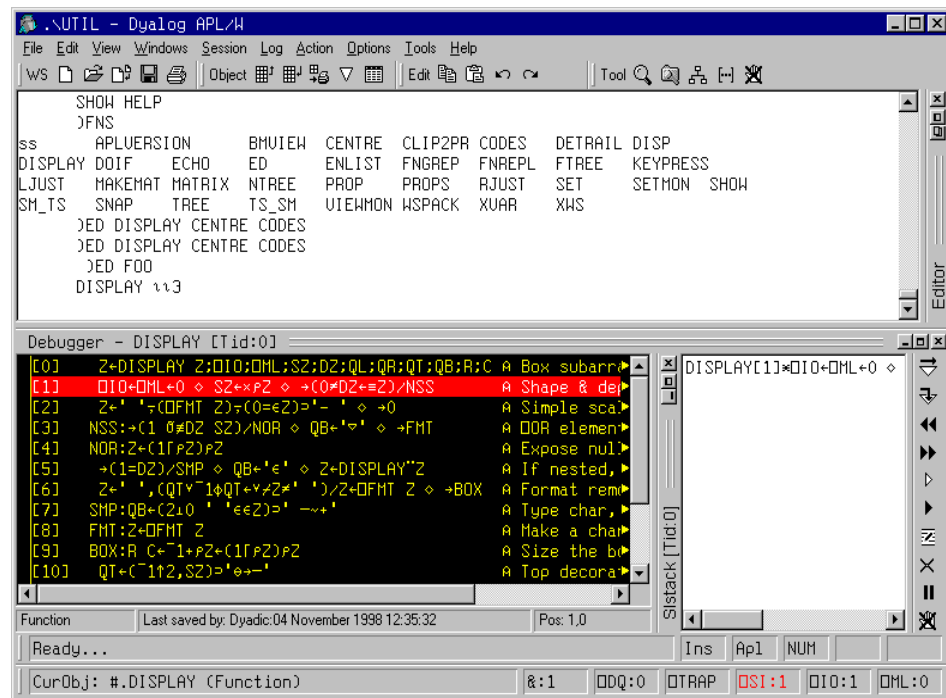 .\UTIL - Dyalog APL/W
File Edit View Windows Session Log Action Options Tools Help
WS Object Edit Tool
SHOW HELP
)FNS
ss APLVERSION BMVIEW CENTRE CLIP2PR CODES DETRAIL DISP
DISPLAY DOIF ECHO ED ENLIST FNGREP FNREPL FTREE KEYPRESS
LJUST MAKEMAT MATRIX NTREE PROP PROPS RJUST SET SETMON SHOW
SM_TS SNAP TREE TS_SM VIEWMON WSPACK XVAR XWS
)ED DISPLAY CENTRE CODES
)ED DISPLAY CENTRE CODES
)ED FOO
DISPLAY ⍳⍳3
Editor
Debugger - DISPLAY [Tid:0]
[0] Z←DISPLAY Z;⎕IO;⎕ML;SZ;DZ;QL;QR;QT;QB;R;C ⍝ Box subarra
[1] ⎕IO←⎕ML←0 ⋄ SZ←×⍴Z ⋄ →(0≠DZ←≡Z)/NSS ⍝ Shape & dep
[2] Z←' '⍪(⎕FMT Z)⍪(0=∊Z)⊃'- ' ⋄ →0 ⍝ Simple scal
[3] NSS:→(1 0≢DZ SZ)/NOR ⋄ QB←'▿' ⋄ →FMT ⍝ ⎕OR element
[4] NOR:Z←(1⌈⍴Z)⍴Z ⍝ Expose null
[5] →(1=DZ)/SMP ⋄ QB←'∊' ⋄ Z←DISPLAY¨Z ⍝ If nested,
[6] Z←' ',(QT∨¯1⌽QT←∨⌿Z≠' ')/Z←⎕FMT Z ⋄ →BOX ⍝ Format remo
[7] SMP:QB←(2⊥0 ' '∊∊Z)⊃' ─~+' ⍝ Type char,
[8] FMT:Z←⎕FMT Z ⍝ Make a char
[9] BOX:R C←¯1+⍴Z←(1⌈⍴Z)⍴Z ⍝ Size the bo
[10] QT←(¯1↑2,SZ)⊃'⊖→─' ⍝ Top decorat
DISPLAY[1]*⎕IO←⎕ML←0 ⋄
SIstack [Tid:0]
Function Last saved by: Dyadic:04 November 1998 12:35:32 Pos: 1,0
Ready... Ins Apl NUM
CurObj: #.DISPLAY (Function) &:1 ⎕DQ:0 ⎕TRAP ⎕SI:1 ⎕IO:1 ⎕ML:0